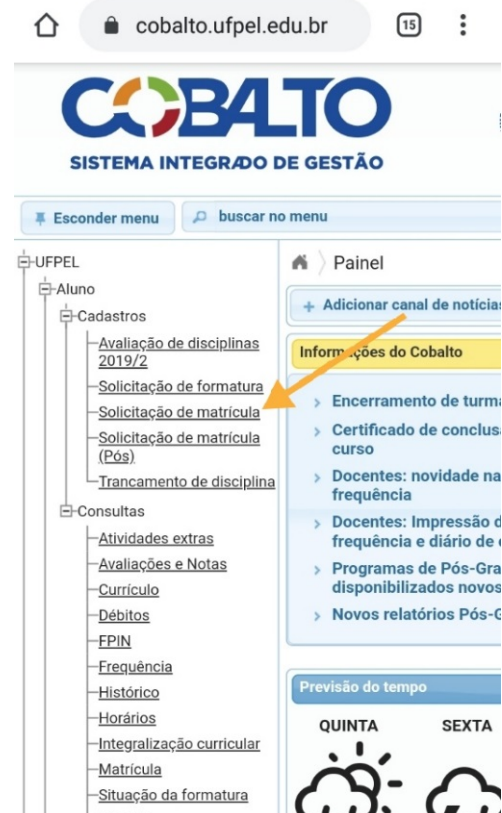 cobalto.ufpel.edu.br
15
COBALTO
SISTEMA INTEGRADO DE GESTÃO
Esconder menu
buscar no menu
UFPEL
Aluno
Cadastros
Avaliação de disciplinas
2019/2
Solicitação de formatura
Solicitação de matrícula
Solicitação de matrícula
(Pós)
Trancamento de disciplina
Consultas
Atividades extras
Avaliações e Notas
Currículo
Débitos
FPIN
Frequência
Histórico
Horários
Integralização curricular
Matrícula
Situação da formatura
Painel
+ Adicionar canal de notícias
Informações do Cobalto
Encerramento de turma
Certificado de conclusã
curso
Docentes: novidade na
frequência
Docentes: Impressão d
frequência e diário de
Programas de Pós-Gra
disponibilizados novos
Novos relatórios Pós-G
Previsão do tempo
QUINTA
SEXTA